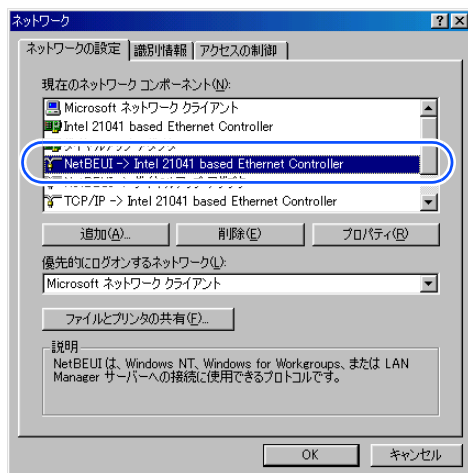 ネットワーク
ネットワークの設定 識別情報 アクセスの制御
現在のネットワーク コンポーネント(N):
Microsoft ネットワーク クライアント
Intel 21041 based Ethernet Controller
NetBEUI -> Intel 21041 based Ethernet Controller
TCP/IP -> Intel 21041 based Ethernet Controller
追加(A)... 削除(E) プロパティ(R)
優先的にログオンするネットワーク(L):
Microsoft ネットワーク クライアント
ファイルとプリンタの共有(F)...
説明
NetBEUI は、Windows NT、Windows for Workgroups、または LAN
Manager サーバーへの接続に使用できるプロトコルです。
OK キャンセル